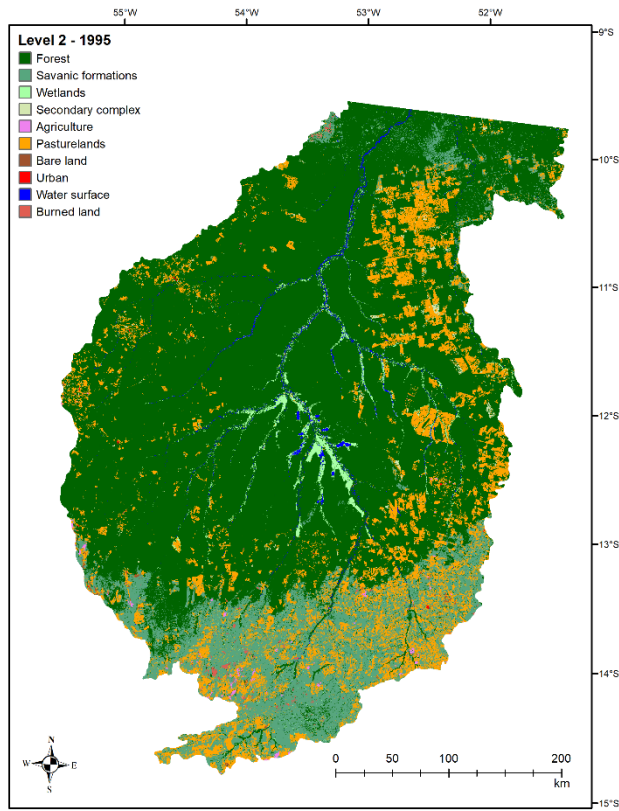 55°W 54°W 53°W 52°W
Level 2 - 1995
Forest
Savanic formations
Wetlands
Secondary complex
Agriculture
Pasturelands
Bare land
Urban
Water surface
Burned land
9°S
10°S
11°S
12°S
13°S
14°S
15°S
N
W E
S
0 50 100 200
km